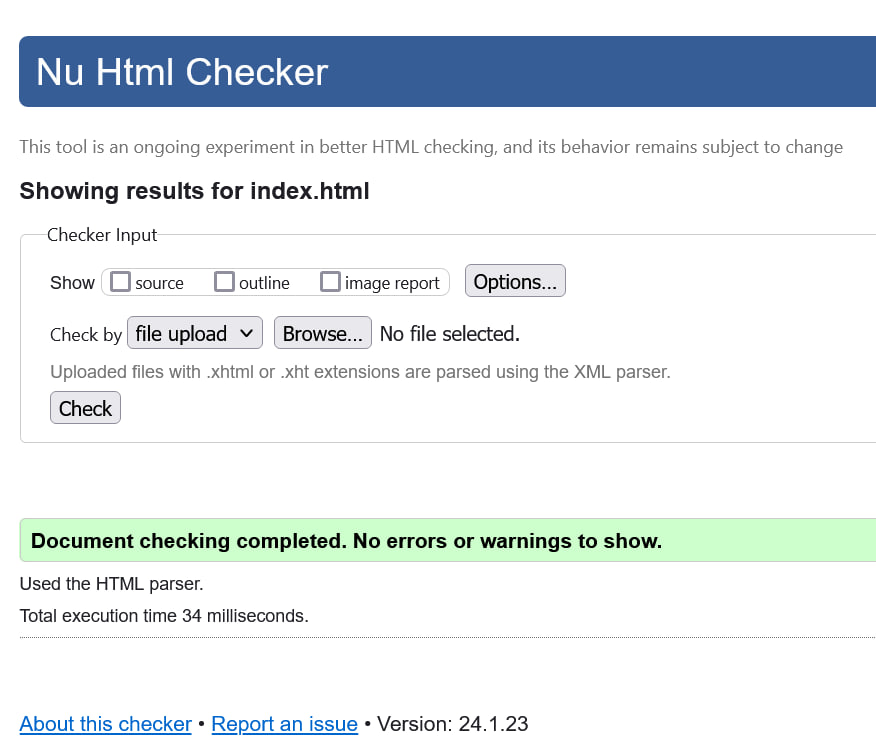 Nu Html Checker
This tool is an ongoing experiment in better HTML checking, and its behavior remains subject to change
Showing results for index.html
Checker Input
Show source outline image report Options...
Check by file upload Browse... No file selected.
Uploaded files with .xhtml or .xht extensions are parsed using the XML parser.
Check
Document checking completed. No errors or warnings to show.
Used the HTML parser.
Total execution time 34 milliseconds.
About this checker • Report an issue • Version: 24.1.23